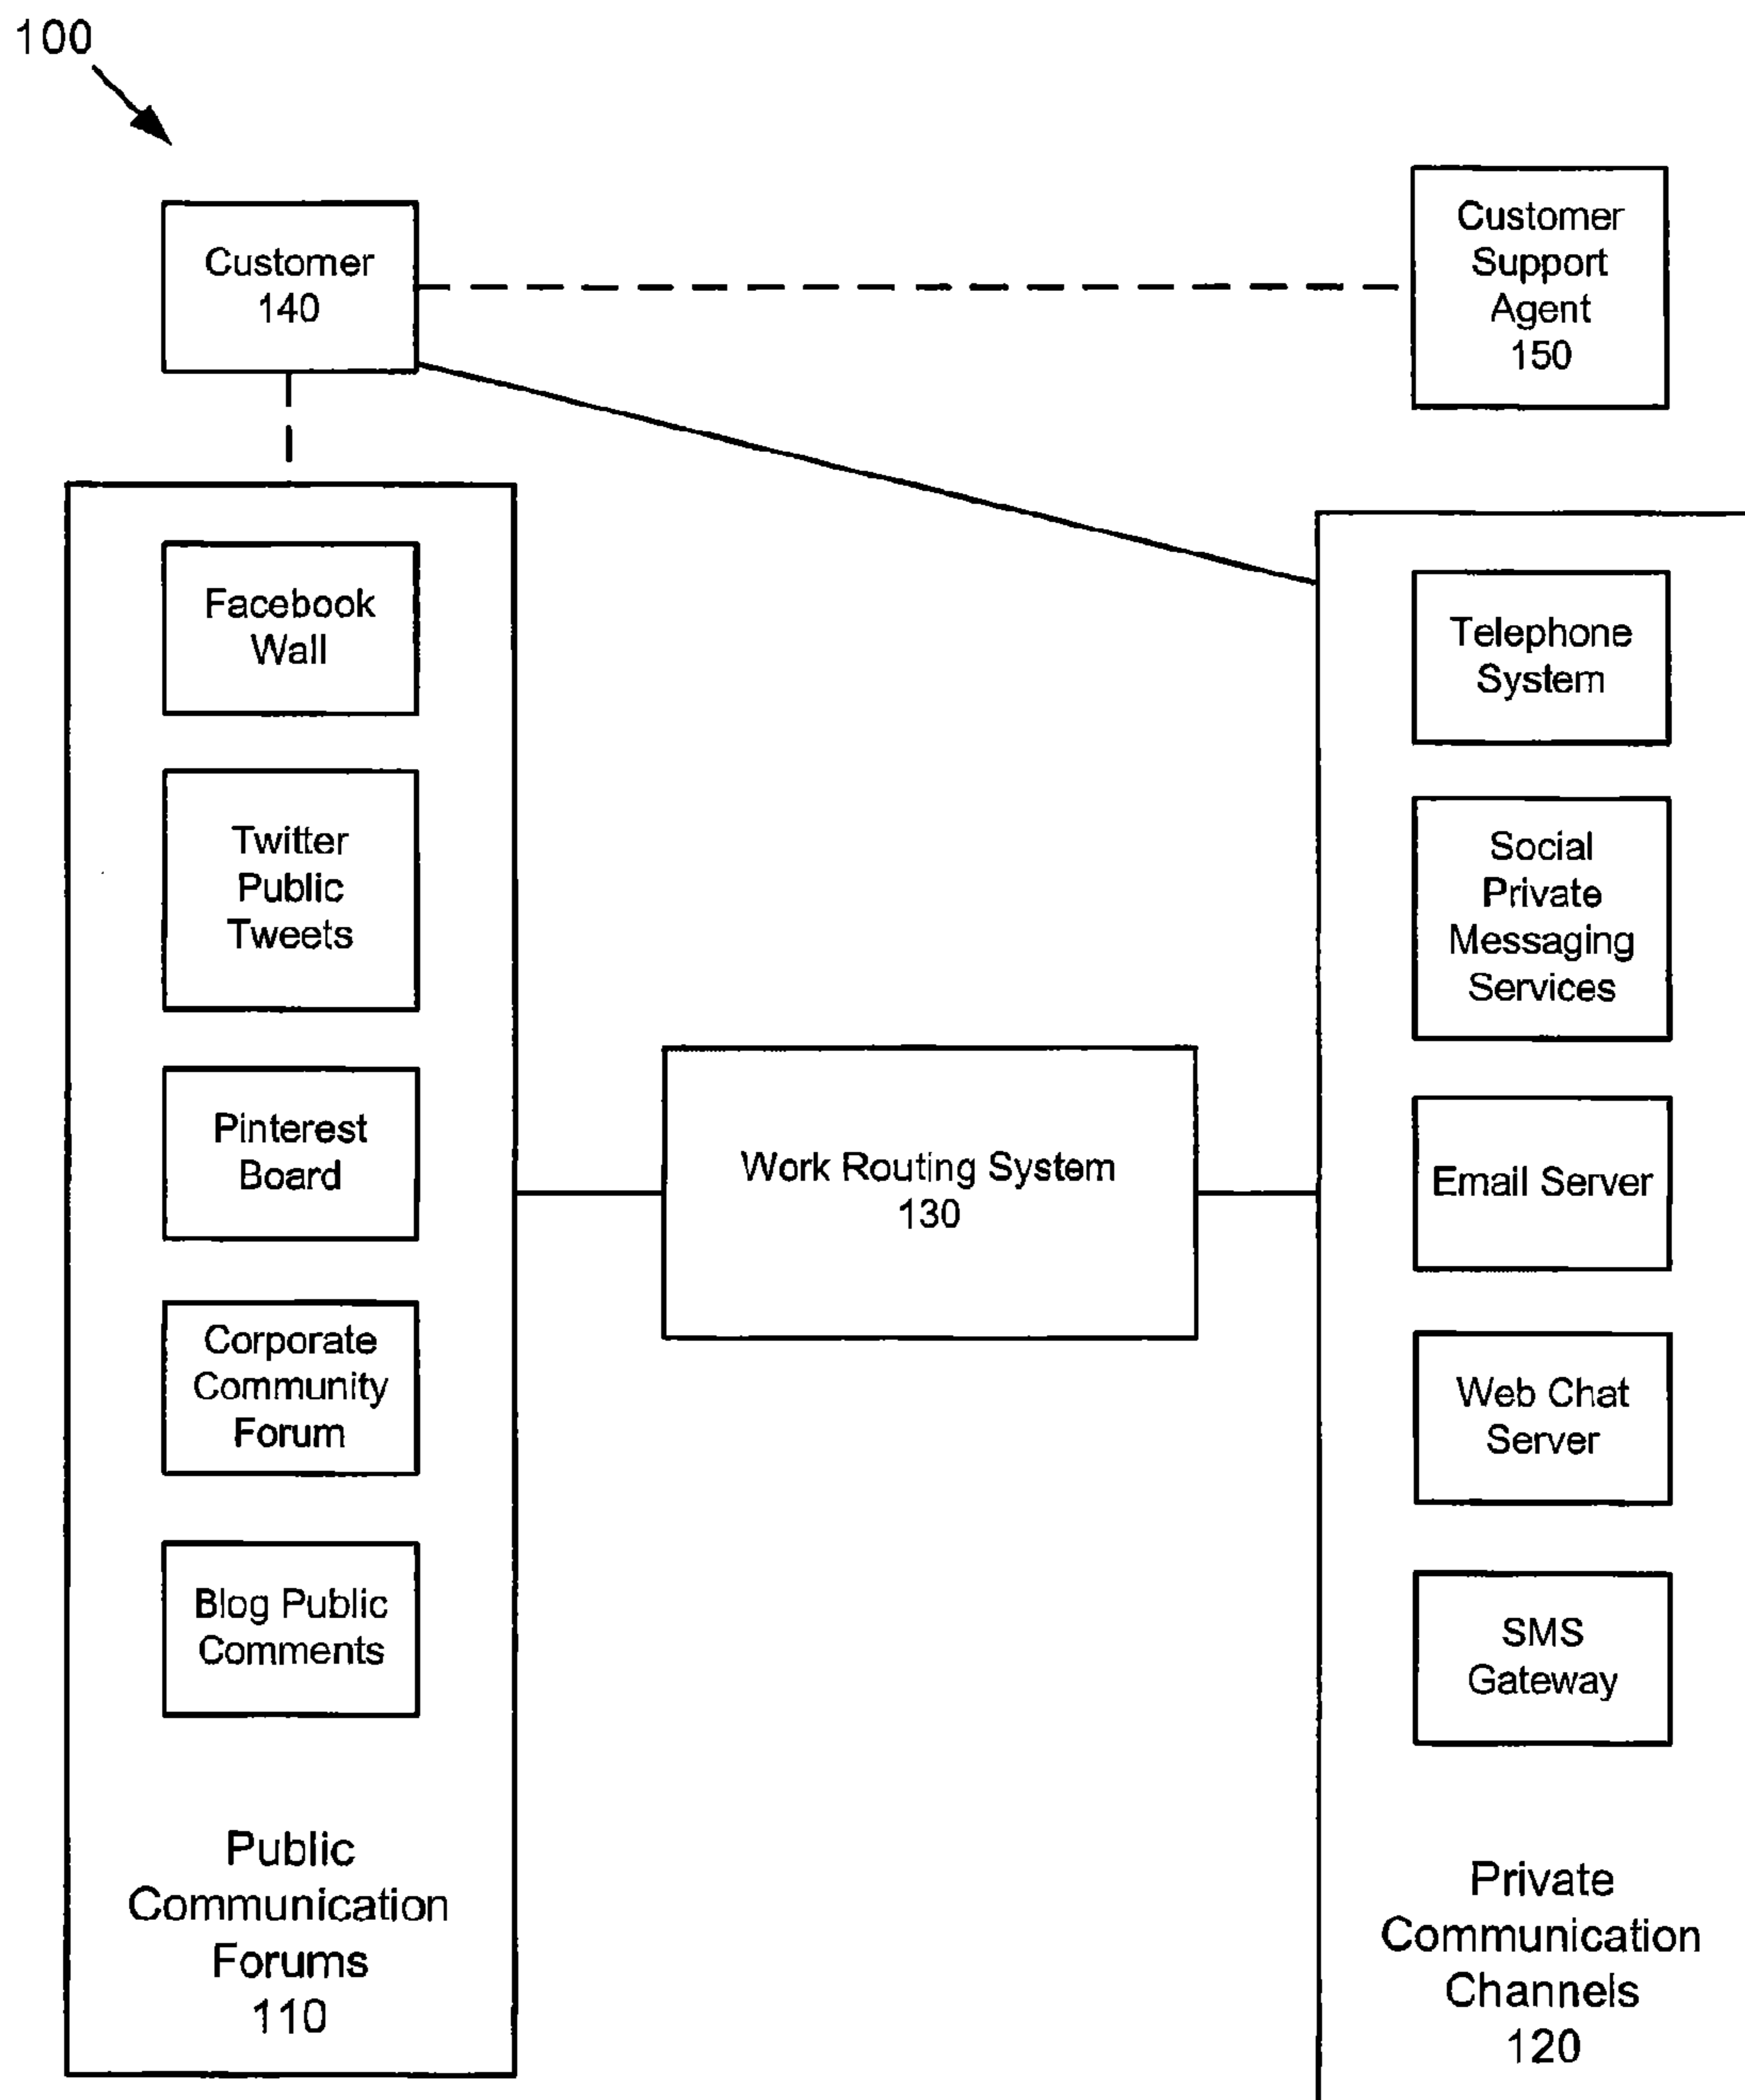 100
Customer
140
Customer
Support
Agent
150
Facebook
Wall
Twitter
Public
Tweets
Pinterest
Board
Corporate
Community
Forum
Blog Public
Comments
Public
Communication
Forums
110
Work Routing System
130
Telephone
System
Social
Private
Messaging
Services
Email Server
Web Chat
Server
SMS
Gateway
Private
Communication
Channels
120